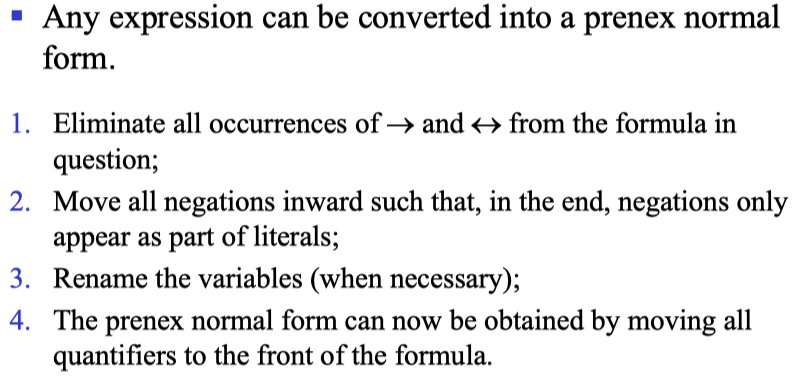 ▪ Any expression can be converted into a prenex normal
form.
1. Eliminate all occurrences of → and ↔ from the formula in
question;
2. Move all negations inward such that, in the end, negations only
appear as part of literals;
3. Rename the variables (when necessary);
4. The prenex normal form can now be obtained by moving all
quantifiers to the front of the formula.